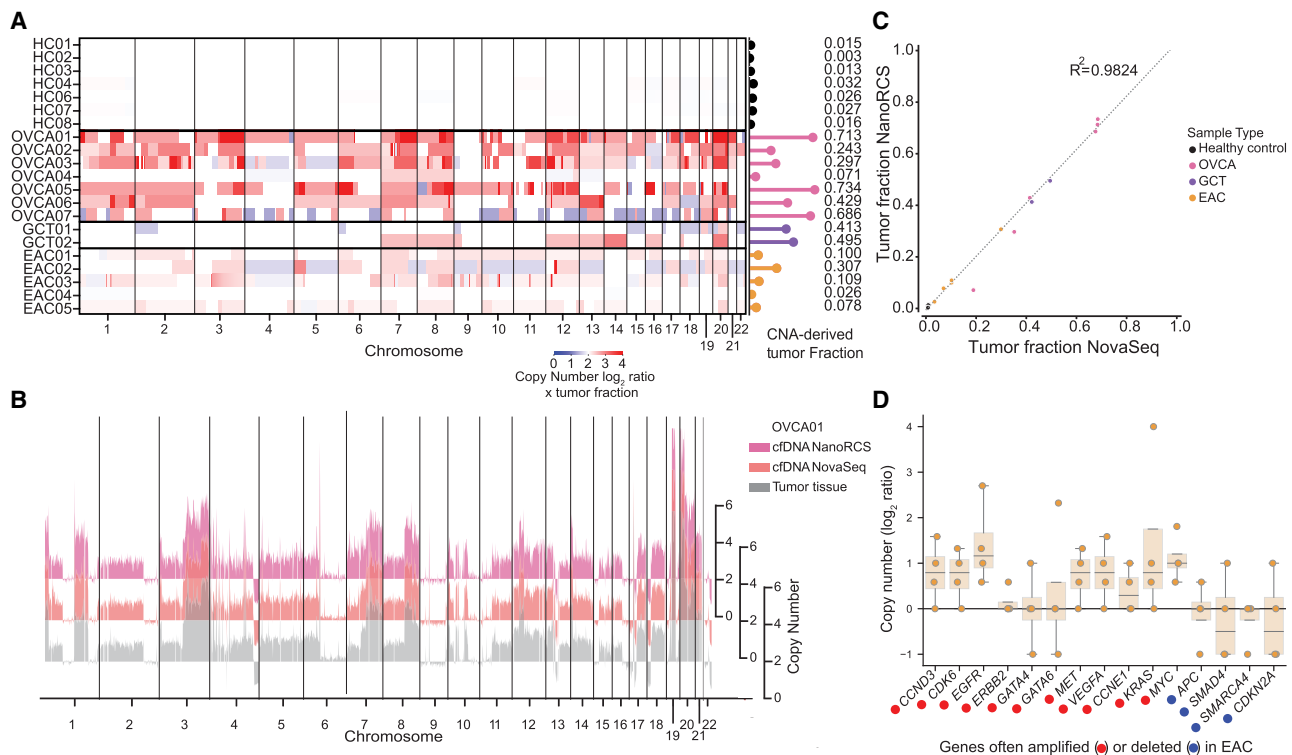 A
HC01
HC02
HC03
HC04
HC06
HC07
HC08
OVCA01
OVCA02
OVCA03
OVCA04
OVCA05
OVCA06
OVCA07
GCT01
GCT02
EAC01
EAC02
EAC03
EAC04
EAC05
0.015
0.003
0.013
0.032
0.026
0.027
0.016
0.713
0.243
0.297
0.071
0.734
0.429
0.686
0.413
0.495
0.100
0.307
0.109
0.026
0.078
1 2 3 4 5 6 7 8 9 10 11 12 13 14 15 16 17 18 20 22
19 21
Chromosome
CNA-derived
tumor Fraction
0 1 2 3 4
Copy Number log2 ratio
x tumor fraction
B
OVCA01
cfDNA NanoRCS
cfDNA NovaSeq
Tumor tissue
6
4
2
0
6
4
2
0
6
4
2
0
Copy Number
1 2 3 4 5 6 7 8 9 10 11 12 13 14 15 16 17 18 20 22
19 21
Chromosome
C
1.0
0.8
0.6
0.4
0.2
0.0
Tumor fraction NanoRCS
R2=0.9824
0.0 0.2 0.4 0.6 0.8 1.0
Tumor fraction NovaSeq
Sample Type
Healthy control
OVCA
GCT
EAC
D
4
3
2
1
0
−1
Copy number (log2 ratio)
CCND3
CDK6
EGFR
ERBB2
GATA4
GATA6
MET
VEGFA
CCNE1
KRAS
MYC
APC
SMAD4
SMARCA4
CDKN2A
Genes often amplified ( ) or deleted ( ) in EAC